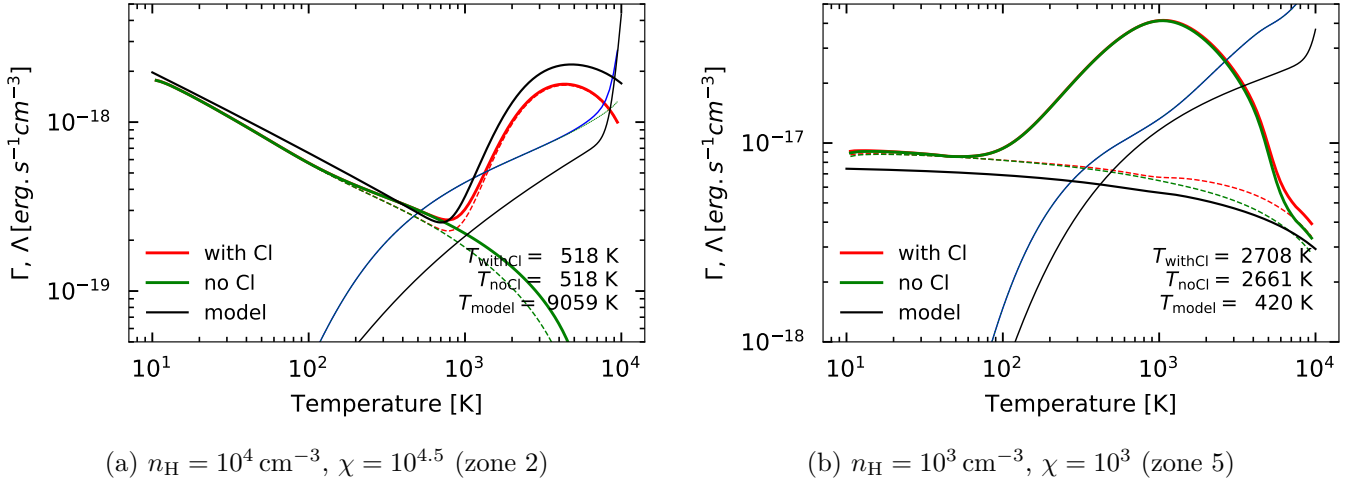 Γ, Λ [erg.s⁻¹cm⁻³]
10⁻¹⁸
10⁻¹⁹
with Cl
no Cl
model
T_withCl = 518 K
T_noCl = 518 K
T_model = 9059 K
10¹ 10² 10³ 10⁴
Temperature [K]
(a) n_H = 10⁴ cm⁻³, χ = 10^4.5 (zone 2)
Γ, Λ [erg.s⁻¹cm⁻³]
10⁻¹⁷
10⁻¹⁸
with Cl
no Cl
model
T_withCl = 2708 K
T_noCl = 2661 K
T_model = 420 K
10¹ 10² 10³ 10⁴
Temperature [K]
(b) n_H = 10³ cm⁻³, χ = 10³ (zone 5)